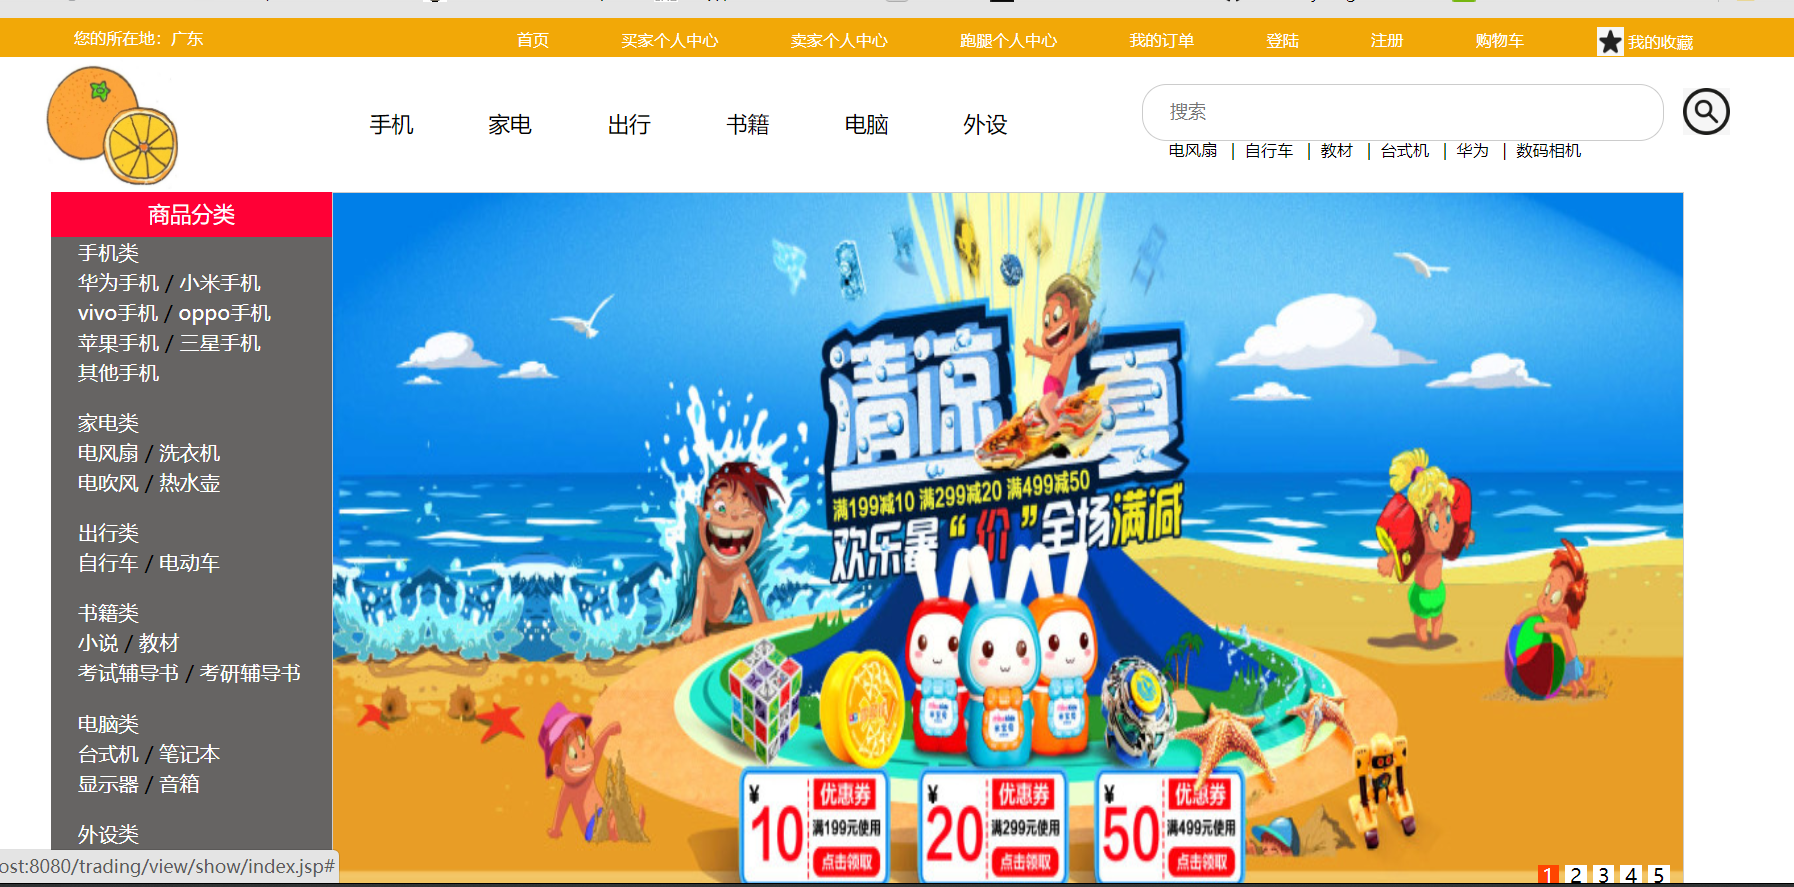 您的所在地：广东 首页 买家个人中心 卖家个人中心 跑腿个人中心 我的订单 登陆 注册 购物车 我的收藏
手机 家电 出行 书籍 电脑 外设
搜索
电风扇 | 自行车 | 教材 | 台式机 | 华为 | 数码相机
商品分类
手机类
华为手机 / 小米手机
vivo手机 / oppo手机
苹果手机 / 三星手机
其他手机
家电类
电风扇 / 洗衣机
电吹风 / 热水壶
出行类
自行车 / 电动车
书籍类
小说 / 教材
考试辅导书 / 考研辅导书
电脑类
台式机 / 笔记本
显示器 / 音箱
外设类
清凉一夏
满199减10 满299减20 满499减50
欢乐暑“价”全场满减
¥10 优惠券 满199元使用 点击领取
¥20 优惠券 满299元使用 点击领取
¥50 优惠券 满499元使用 点击领取
1 2 3 4 5
ost:8080/trading/view/show/index.jsp#